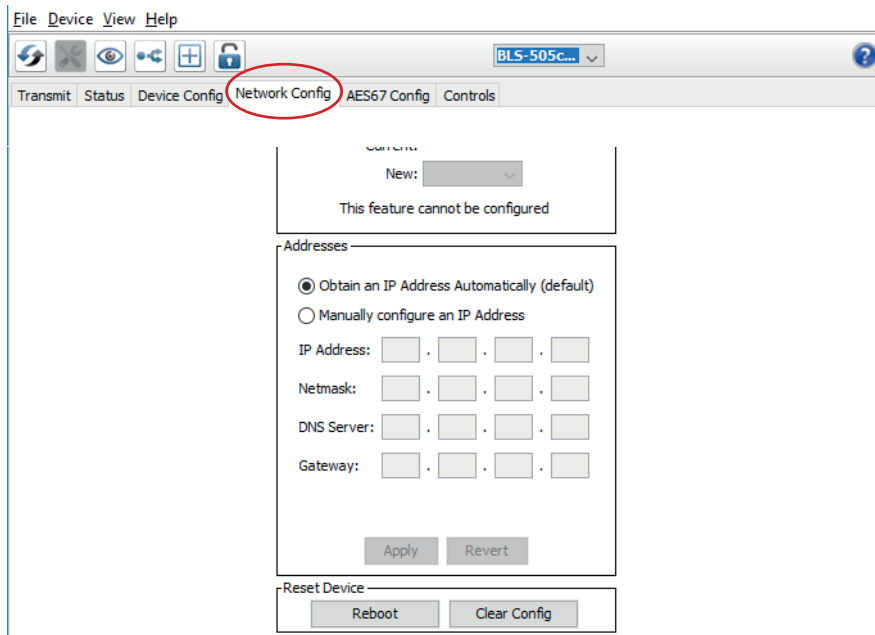 File Device View Help
BLS-505c...
?
Transmit Status Device Config Network Config AES67 Config Controls
Current:
New:
This feature cannot be configured
Addresses
Obtain an IP Address Automatically (default)
Manually configure an IP Address
IP Address: . . .
Netmask: . . .
DNS Server: . . .
Gateway: . . .
Apply Revert
Reset Device
Reboot Clear Config